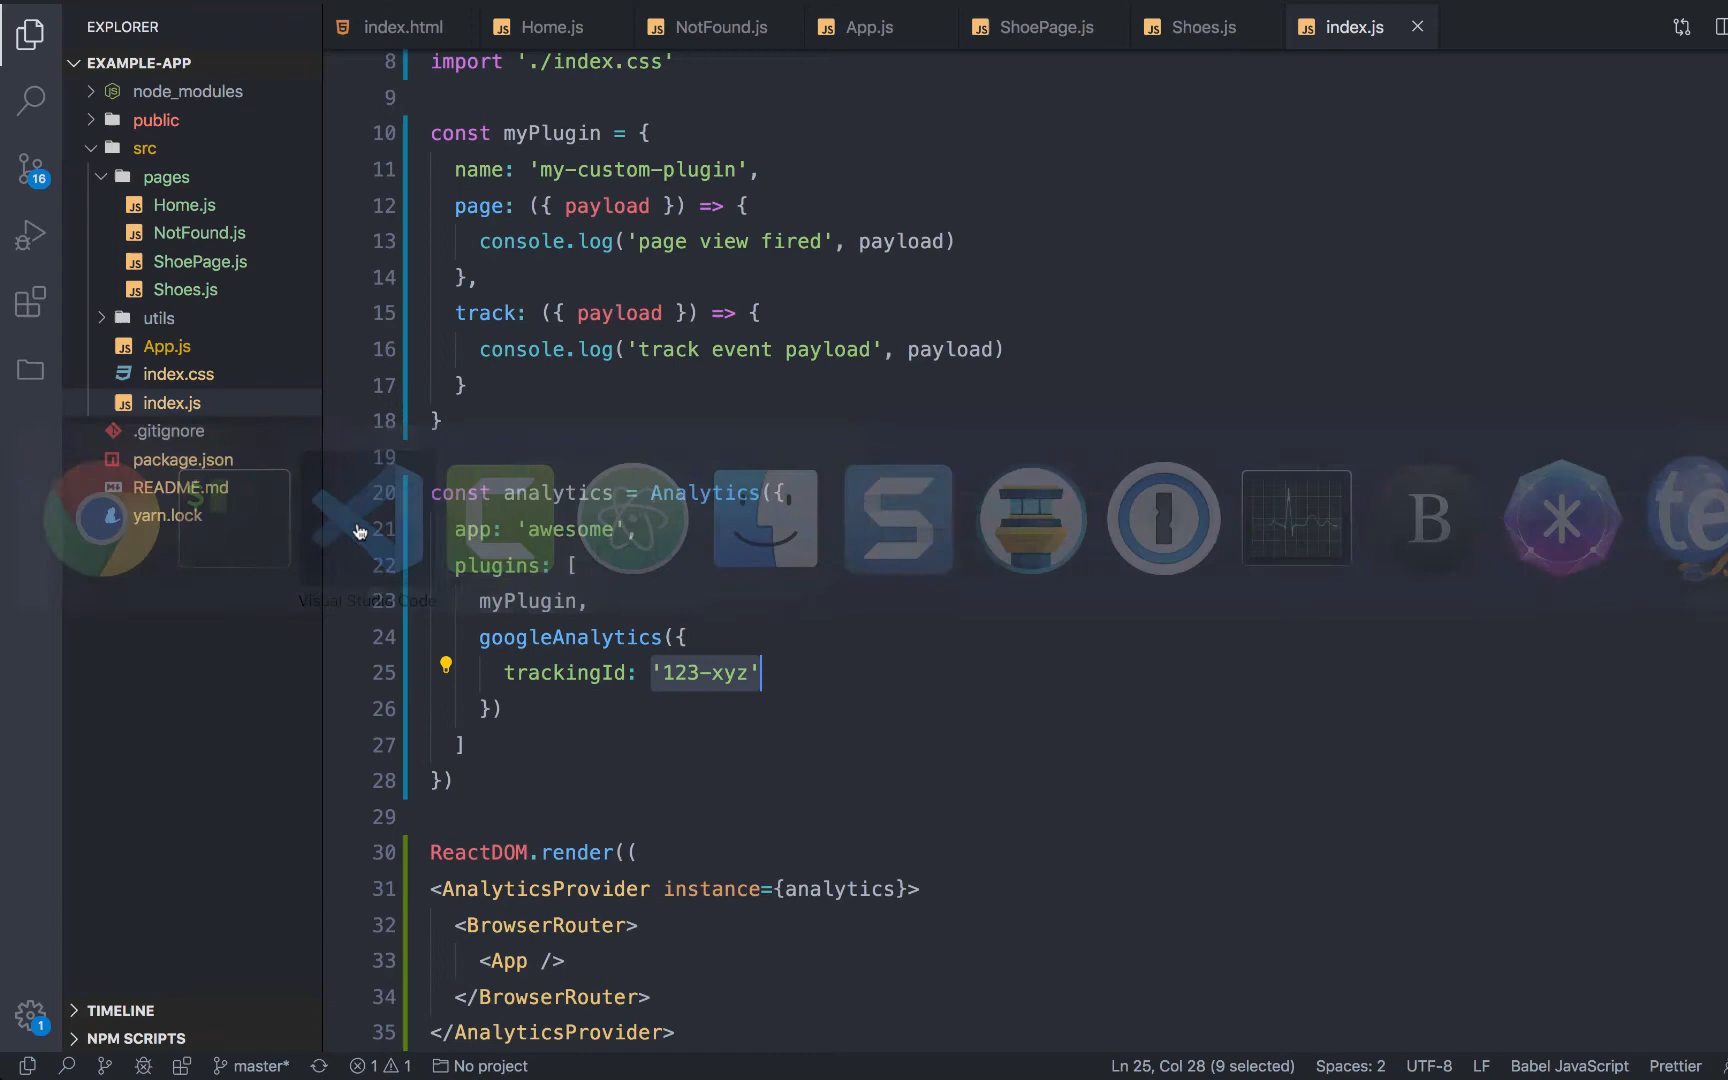 EXPLORER
EXAMPLE-APP
node_modules
public
src
pages
Home.js
NotFound.js
ShoePage.js
Shoes.js
utils
App.js
index.css
index.js
.gitignore
package.json
README.md
yarn.lock
TIMELINE
NPM SCRIPTS
16
1
index.html
Home.js
NotFound.js
App.js
ShoePage.js
Shoes.js
index.js
8 import './index.css'
9
10 const myPlugin = {
11 name: 'my-custom-plugin',
12 page: ({ payload }) => {
13 console.log('page view fired', payload)
14 },
15 track: ({ payload }) => {
16 console.log('track event payload', payload)
17 }
18 }
19
20 const analytics = Analytics({
21 app: 'awesome',
22 plugins: [
23 myPlugin,
24 googleAnalytics({
25 trackingId: '123-xyz'
26 })
27 ]
28 })
29
30 ReactDOM.render((
31 <AnalyticsProvider instance={analytics}>
32 <BrowserRouter>
33 <App />
34 </BrowserRouter>
35 </AnalyticsProvider>
Visual Studio Code
master*
1 1
No project
Ln 25, Col 28 (9 selected)
Spaces: 2
UTF-8
LF
Babel JavaScript
Prettier